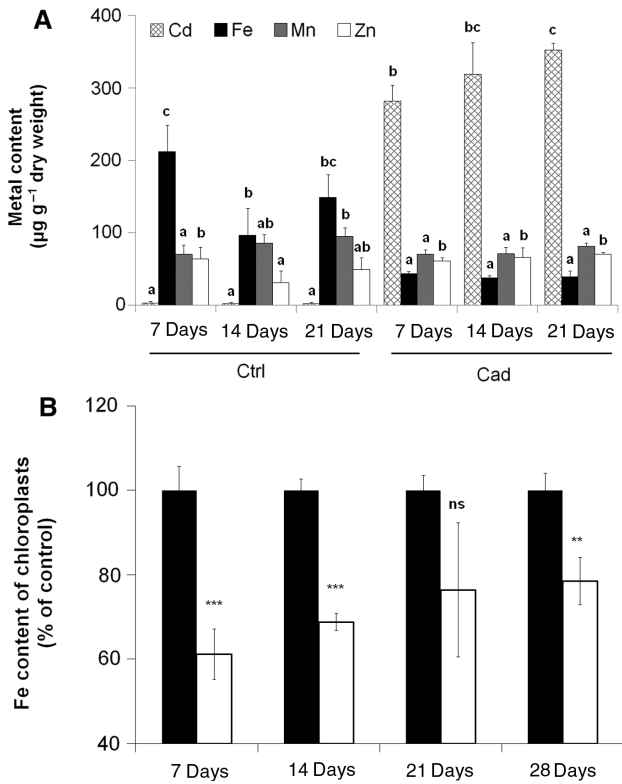 A
Cd Fe Mn Zn
Metal content
(µg g⁻¹ dry weight)
400
300
200
100
0
a c a b
a b ab a
a bc b ab
b a a b
bc a a b
c a a b
7 Days 14 Days 21 Days 7 Days 14 Days 21 Days
Ctrl Cad
B
Fe content of chloroplasts
(% of control)
120
100
80
60
40
***
***
ns
**
7 Days 14 Days 21 Days 28 Days